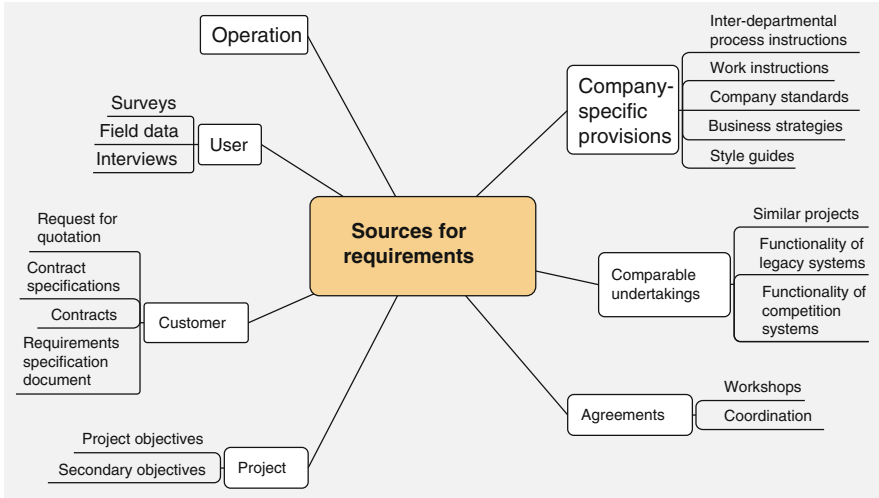 Sources for
requirements
Operation
User
Surveys
Field data
Interviews
Customer
Request for
quotation
Contract
specifications
Contracts
Requirements
specification
document
Project
Project objectives
Secondary objectives
Company-
specific
provisions
Inter-departmental
process instructions
Work instructions
Company standards
Business strategies
Style guides
Comparable
undertakings
Similar projects
Functionality of
legacy systems
Functionality of
competition
systems
Agreements
Workshops
Coordination